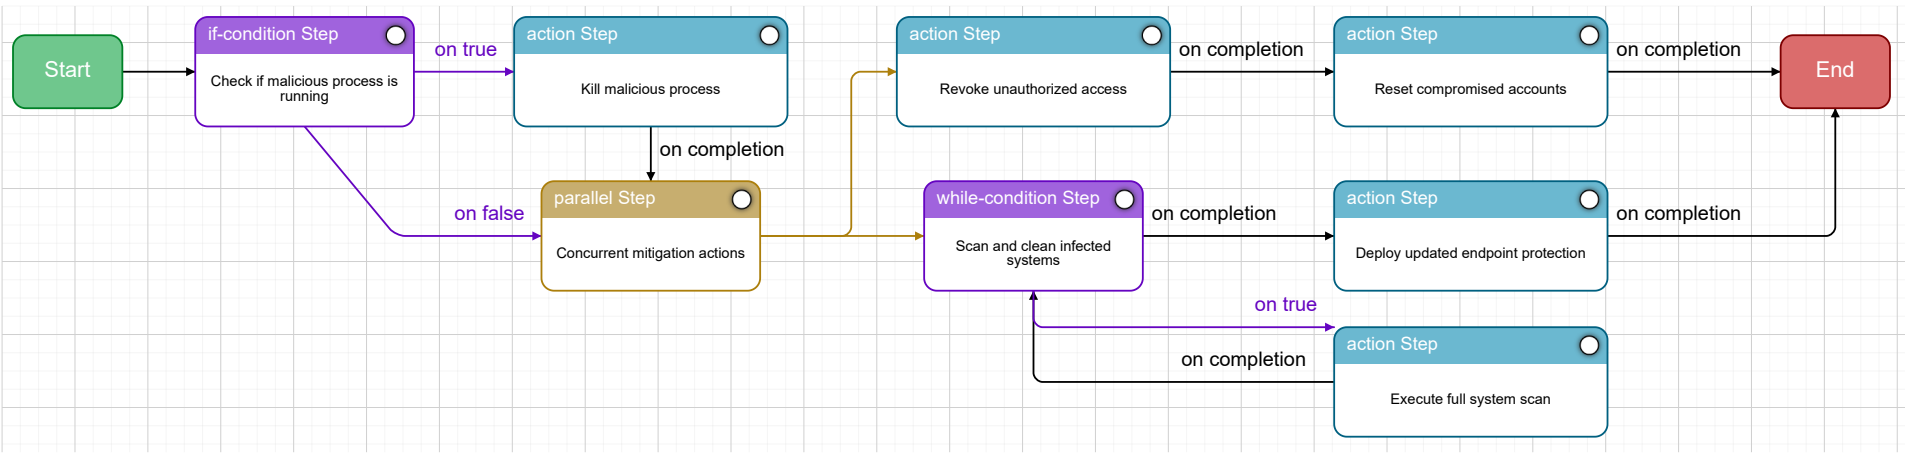 Start
if-condition Step
Check if malicious process is
running
on true
action Step
Kill malicious process
on completion
on false
parallel Step
Concurrent mitigation actions
action Step
Revoke unauthorized access
on completion
action Step
Reset compromised accounts
on completion
End
while-condition Step
Scan and clean infected
systems
on completion
action Step
Deploy updated endpoint protection
on completion
on true
action Step
Execute full system scan
on completion